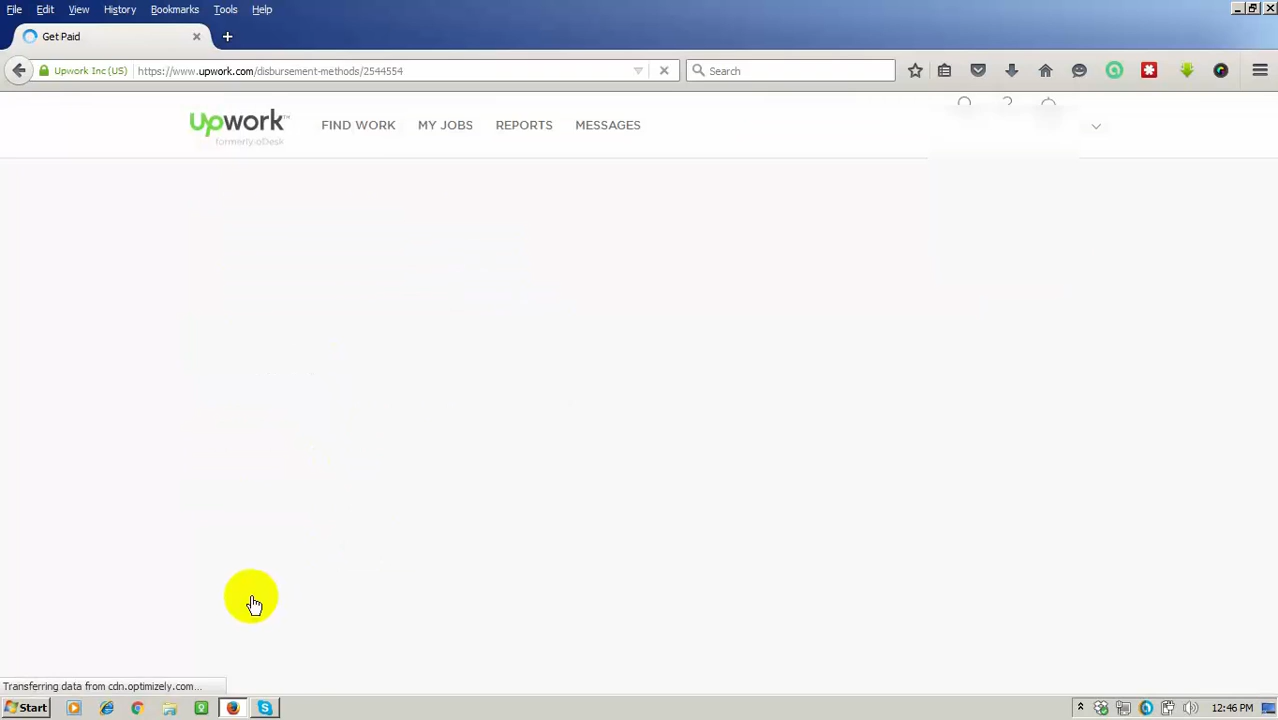 File Edit View History Bookmarks Tools Help
Get Paid
Upwork Inc (US) https://www.upwork.com/disbursement-methods/2544554 Search
Upwork™ FIND WORK MY JOBS REPORTS MESSAGES
formerly oDesk
Transferring data from cdn.optimizely.com...
Start 12:46 PM